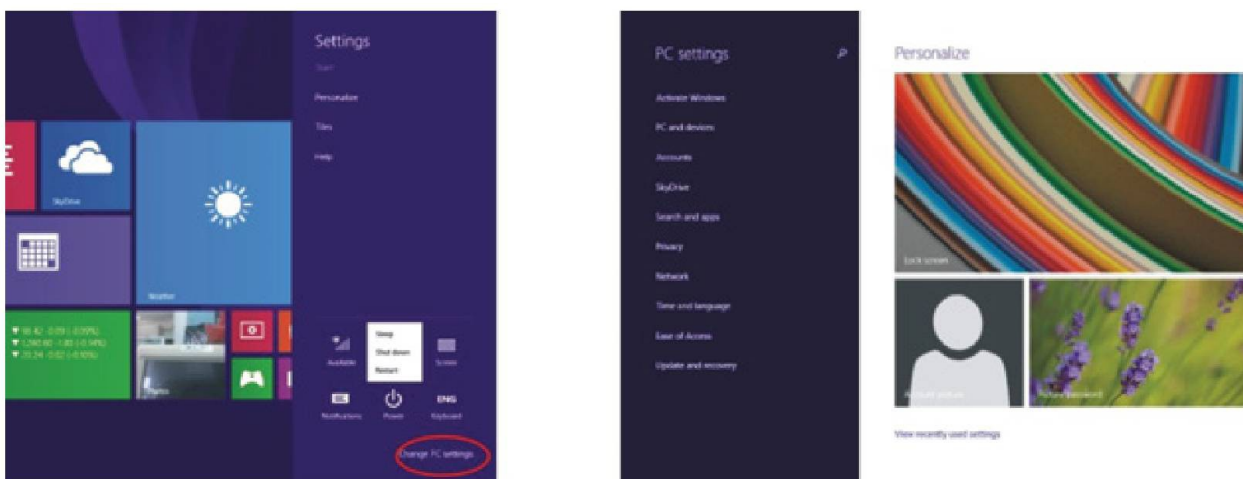 Settings
Start
Personalize
Tiles
Help
SkyDrive
Weather
Available
Sleep
Shut down
Restart
Screen
Notifications
Power
ENG
Keyboard
Change PC settings
PC settings
Activate Windows
PC and devices
Accounts
SkyDrive
Search and apps
Privacy
Network
Time and language
Ease of Access
Update and recovery
Personalize
Lock screen
Account picture
Picture password
View recently used settings